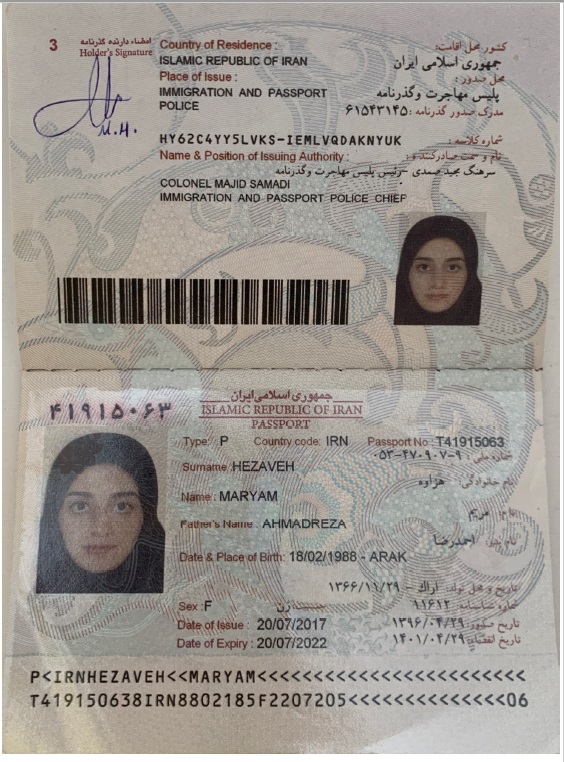 3
امضاء دارنده گذرنامه
Holder's Signature
M.H.
Country of Residence :
کشور محل اقامت:
ISLAMIC REPUBLIC OF IRAN
جمهوری اسلامی ایران
Place of Issue :
محل صدور:
IMMIGRATION AND PASSPORT
POLICE
پلیس مهاجرت وگذرنامه
مدرک صدور گذرنامه: ۶۱۵۴۳۱۴۵
HY62C4YY5LVKS-IEMLVQDAKNYUK
شماره کلاسه:
Name & Position of Issuing Authority :
نام و سمت صادرکننده:
سرهنگ مجید صمدی -رئیس پلیس مهاجرت وگذرنامه
COLONEL MAJID SAMADI
IMMIGRATION AND PASSPORT POLICE CHIEF
جمهوری اسلامی ایران
۴۱۹۱۵۰۶۳
ISLAMIC REPUBLIC OF IRAN
PASSPORT
Type: P Country code: IRN Passport No: T41915063
شماره ملی: ۰۵۳-۴۷۰۹۰۷-۹
Surname: HEZAVEH
نام خانوادگی: هزاوه
Name: MARYAM
نام: مریم
Father's Name: AHMADREZA
نام پدر: احمدرضا
Date & Place of Birth: 18/02/1988 - ARAK
تاریخ و محل تولد: اراک - ۱۳۶۶/۱۱/۲۹
Sex: F
جنسیت: زن
شماره شناسنامه: ۱۱۶۱۲
Date of Issue : 20/07/2017
تاریخ صدور: ۱۳۹۶/۰۴/۲۹
Date of Expiry : 20/07/2022
تاریخ انقضاء: ۱۴۰۱/۰۴/۲۹
P<IRNHEZAVEH<<MARYAM<<<<<<<<<<<<<<<<<<<<<<<<
T419150638IRN8802185F2207205<<<<<<<<<<<<<<06